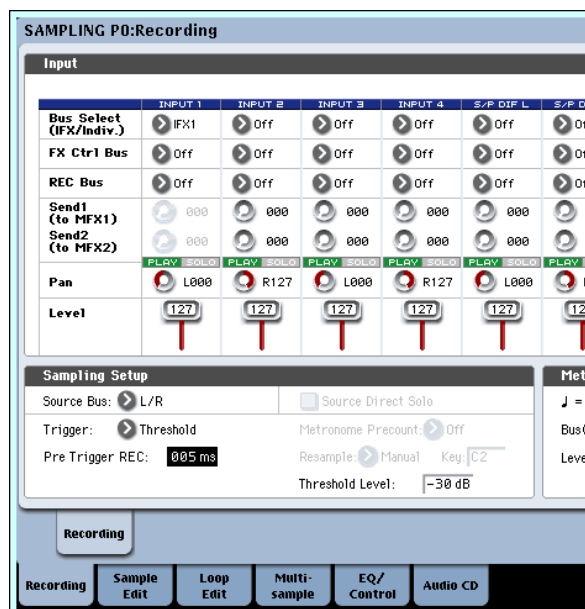 SAMPLING P0:Recording
Input
INPUT 1 INPUT 2 INPUT 3 INPUT 4 S/P DIF L S/P D
Bus Select (IFX/Indiv.) IFX1 Off Off Off Off
FX Ctrl Bus Off Off Off Off Off
REC Bus Off Off Off Off Off
Send1 (to MFX1) 000 000 000 000 000
Send2 (to MFX2) 000 000 000 000 000
PLAY SOLO PLAY SOLO PLAY SOLO PLAY SOLO PLAY SOLO PLAY
Pan L000 R127 L000 R127 L000
Level 127 127 127 127 127
Sampling Setup
Source Bus: L/R Source Direct Solo
Trigger: Threshold Metronome Precount: Off
Pre Trigger REC: 005 ms Resample: Manual Key: C2
Threshold Level: -30 dB
Met
♩ =
Bus(
Leve
Recording
Recording Sample Edit Loop Edit Multi-sample EQ/Control Audio CD